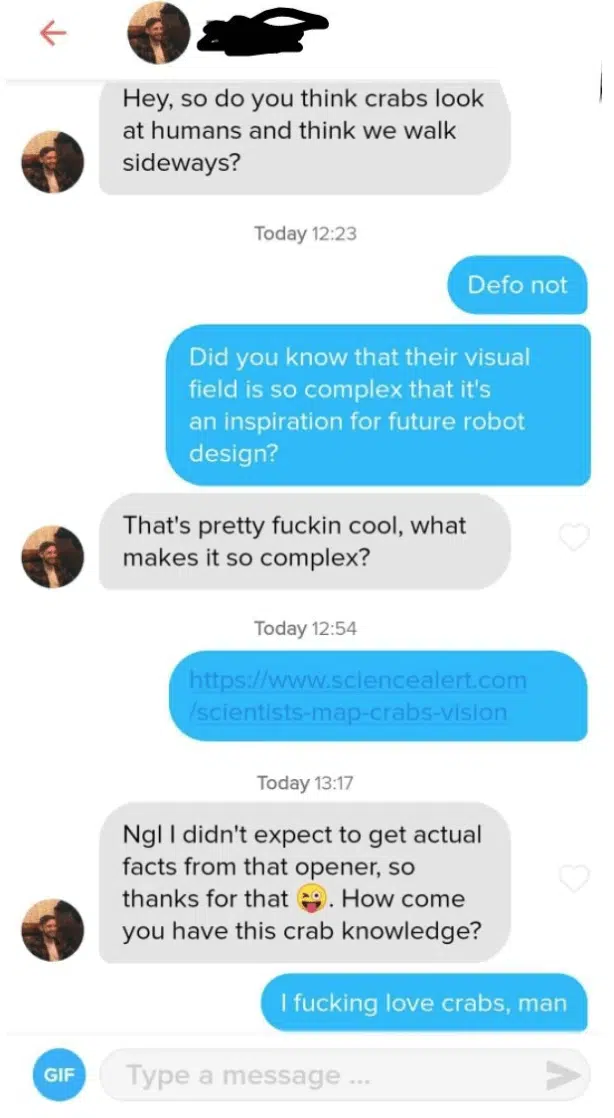 Hey, so do you think crabs look
at humans and think we walk
sideways?
Today 12:23
Defo not
Did you know that their visual
field is so complex that it's
an inspiration for future robot
design?
That's pretty fuckin cool, what
makes it so complex?
Today 12:54
https://www.sciencealert.com
/scientists-map-crabs-vision
Today 13:17
Ngl I didn't expect to get actual
facts from that opener, so
thanks for that 😜. How come
you have this crab knowledge?
I fucking love crabs, man
GIF
Type a message ...